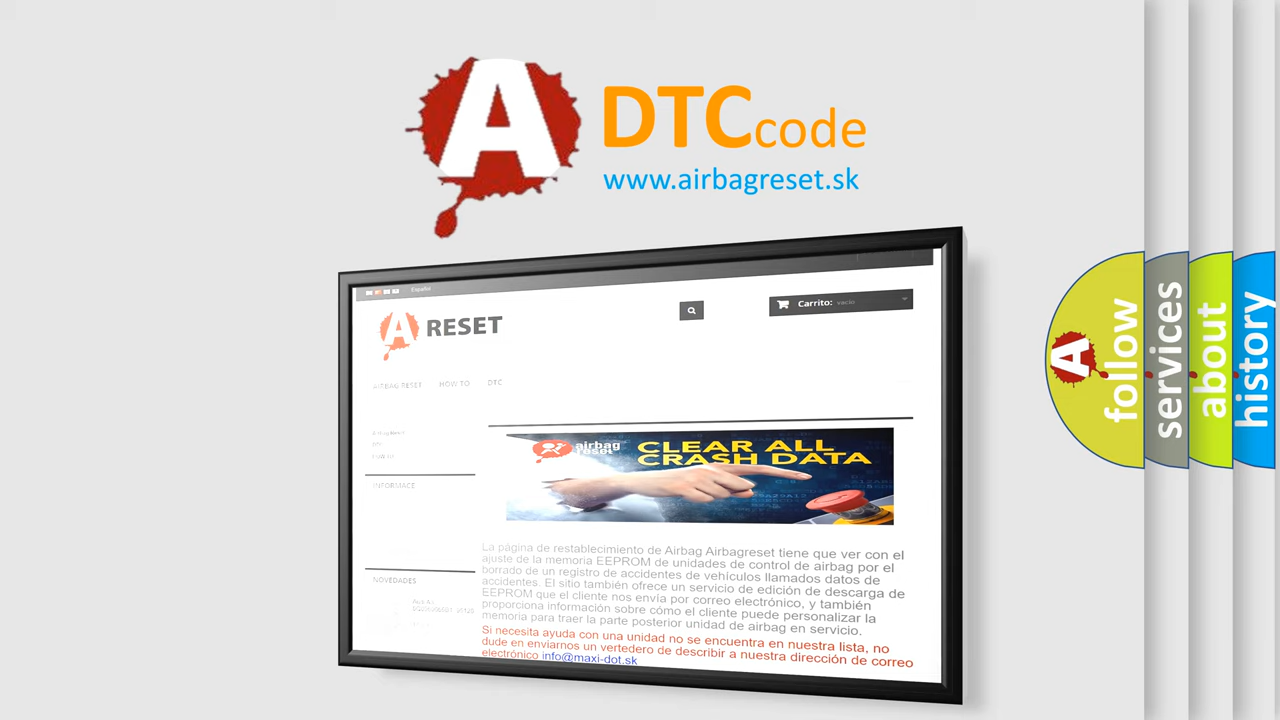 A
DTCcode
www.airbagreset.sk
Español
A RESET
Carrito: vacío
AIRBAG RESET HOW TO DTC
INFORMACE
airbag
reset
CLEAR ALL
CRASH DATA
La página de restablecimiento de Airbag Airbagreset tiene que ver con el
ajuste de la memoria EEPROM de unidades de control de airbag por el
borrado de un registro de accidentes de vehículos llamados datos de
accidentes. El sitio también ofrece un servicio de edición de descarga de
EEPROM que el cliente nos envía por correo electrónico, y también
proporciona información sobre cómo el cliente puede personalizar la
memoria para traer la parte posterior unidad de airbag en servicio.
Si necesita ayuda con una unidad no se encuentra en nuestra lista, no
dude en enviarnos un vertedero de describir a nuestra dirección de correo
electrónico info@maxi-dot.sk
NOVEDADES
A
follow
services
about
history